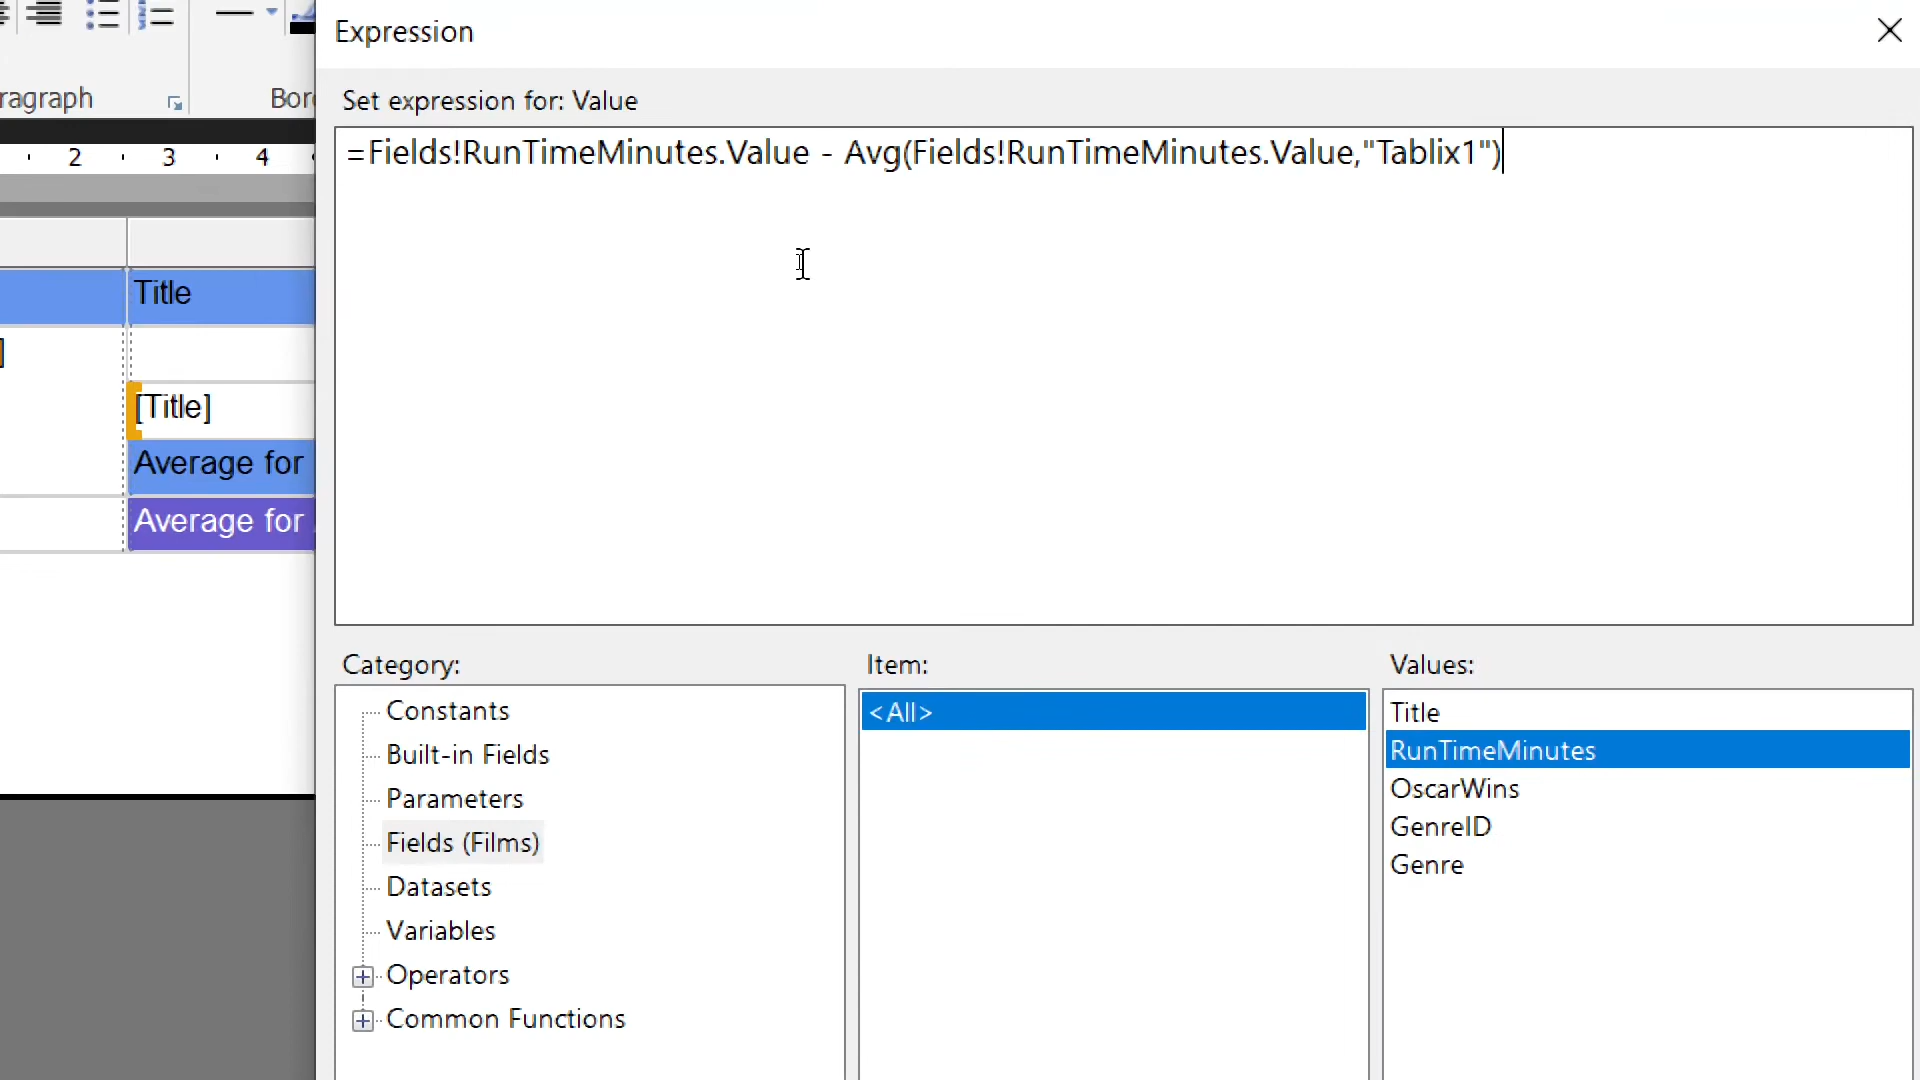 ragraph
Bor
Expression
Set expression for: Value
=Fields!RunTimeMinutes.Value - Avg(Fields!RunTimeMinutes.Value,"Tablix1")
2 3 4
Title
[Title]
Average for
Average for
Category:
Constants
Built-in Fields
Parameters
Fields (Films)
Datasets
Variables
Operators
Common Functions
Item:
<All>
Values:
Title
RunTimeMinutes
OscarWins
GenreID
Genre